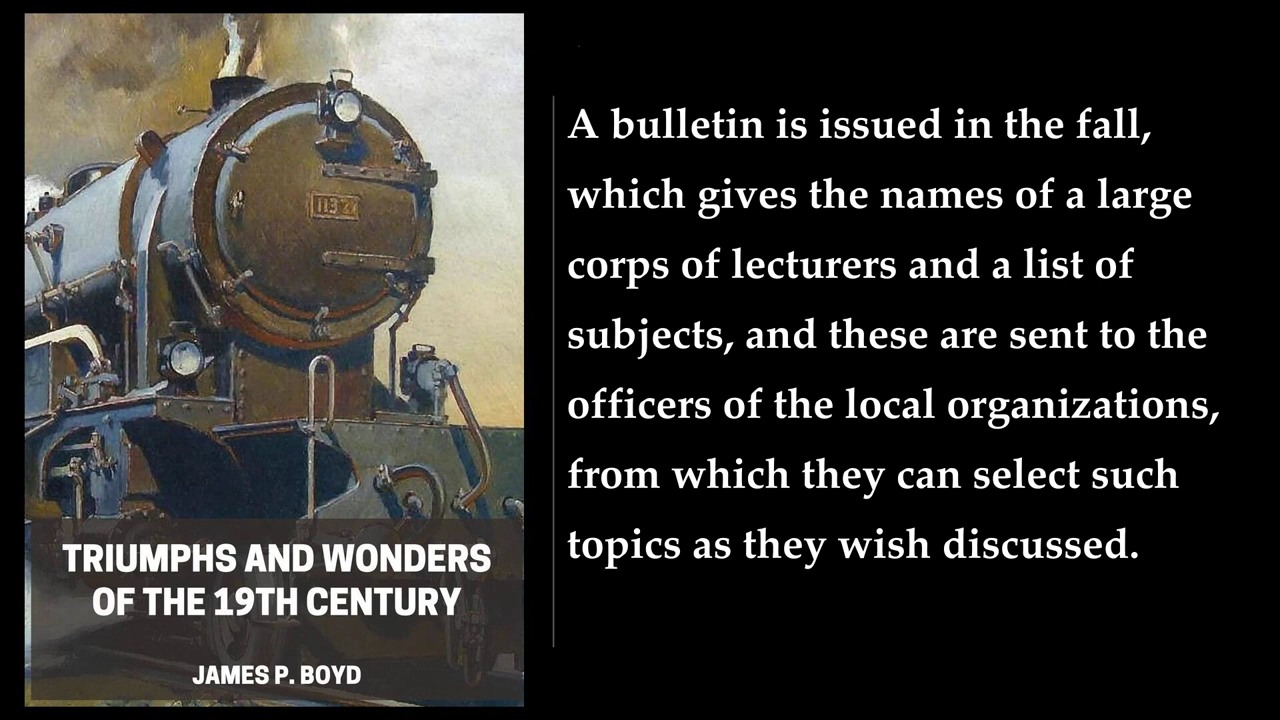 TRIUMPHS AND WONDERS
OF THE 19TH CENTURY
JAMES P. BOYD
A bulletin is issued in the fall,
which gives the names of a large
corps of lecturers and a list of
subjects, and these are sent to the
officers of the local organizations,
from which they can select such
topics as they wish discussed.